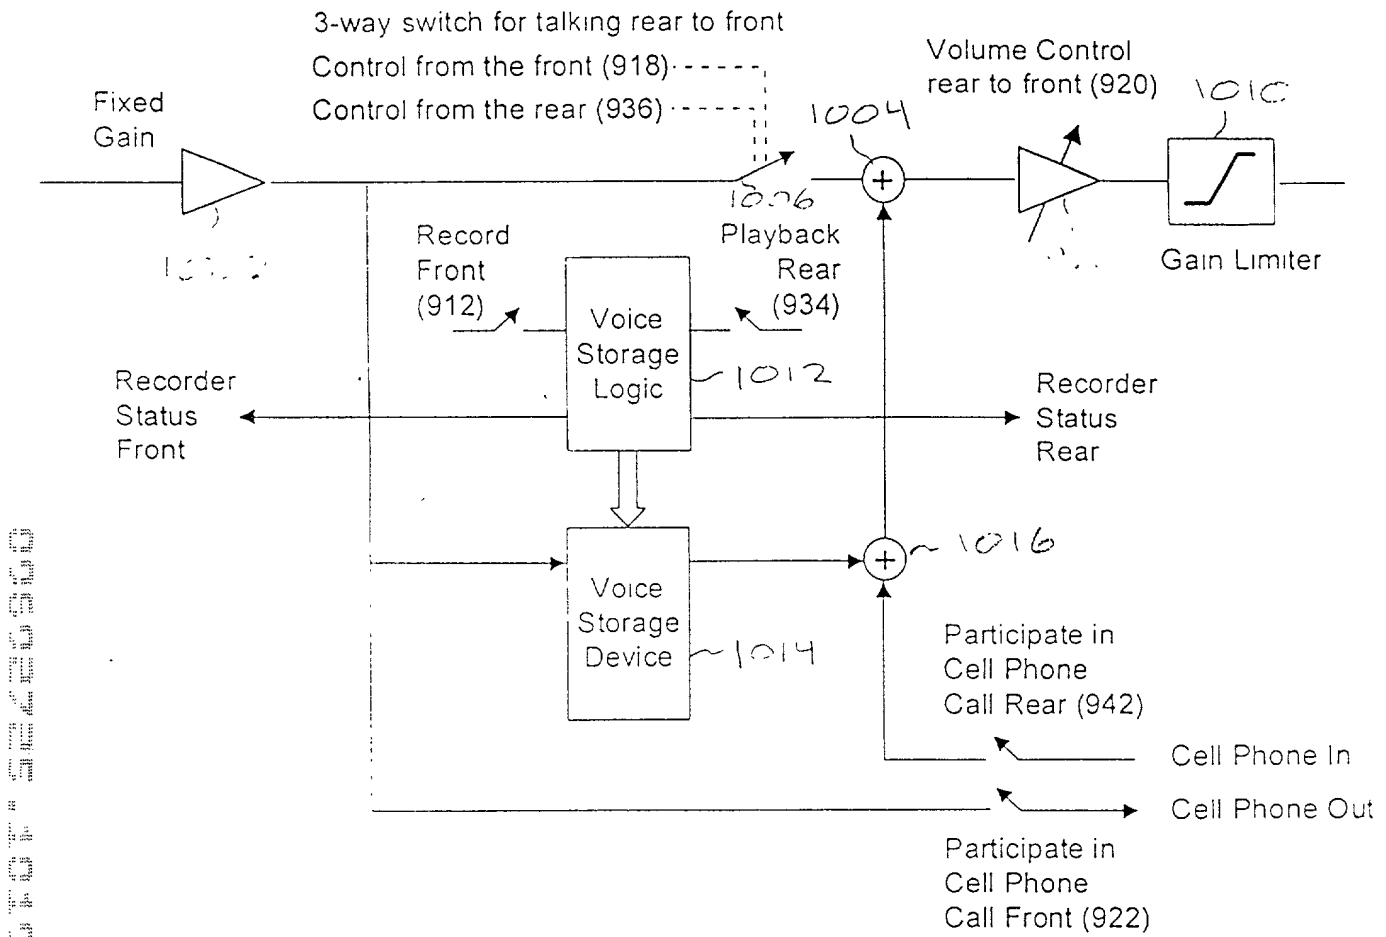 3-way switch for talking rear to front
Control from the front (918)
Control from the rear (936)
Volume Control
rear to front (920)
1010
Fixed
Gain
1004
1006
Record
Front
(912)
Playback
Rear
(934)
Gain Limiter
Voice
Storage
Logic
1012
Recorder
Status
Front
Recorder
Status
Rear
1016
Voice
Storage
Device
1014
Participate in
Cell Phone
Call Rear (942)
Cell Phone In
Cell Phone Out
Participate in
Cell Phone
Call Front (922)